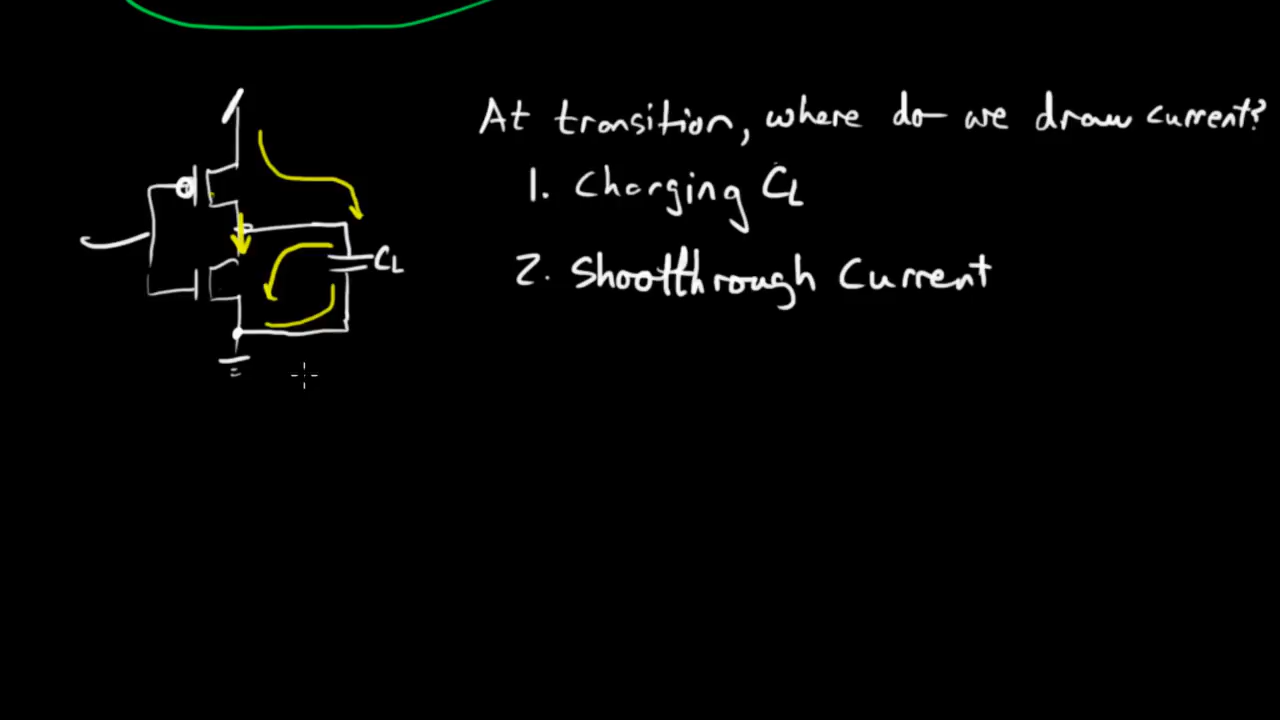 At transition, where do we draw current?
1. Charging CL
2. Shootthrough Current
CL